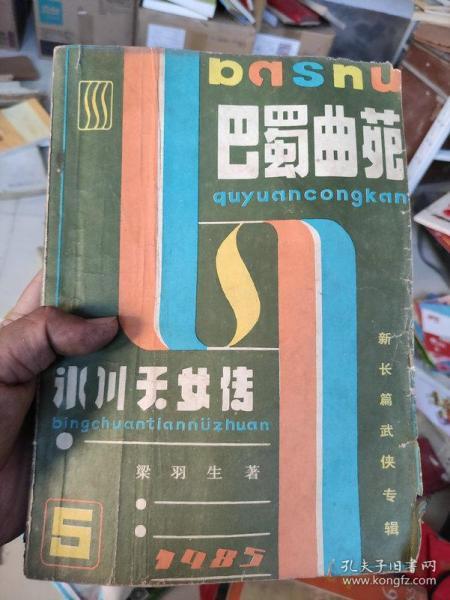 bashu
巴蜀曲苑
quyuancongkan
新长篇武侠专辑
冰川天女传
bingchuantiannüzhuan
梁羽生 著
5
1985
孔夫子旧书网
www.kongfz.com